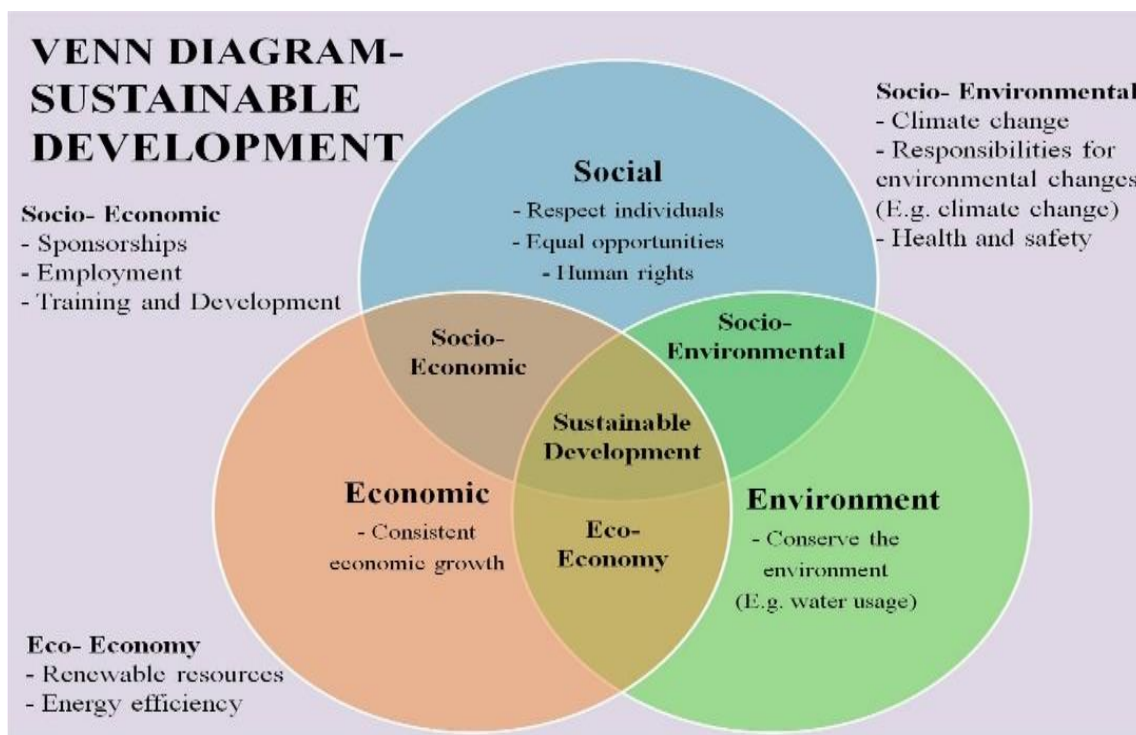 VENN DIAGRAM-
SUSTAINABLE
DEVELOPMENT
Socio- Economic
- Sponsorships
- Employment
- Training and Development
Socio- Environmental
- Climate change
- Responsibilities for
environmental changes
(E.g. climate change)
- Health and safety
Social
- Respect individuals
- Equal opportunities
- Human rights
Socio-
Economic
Socio-
Environmental
Sustainable
Development
Economic
- Consistent
economic growth
Eco-
Economy
Environment
- Conserve the
environment
(E.g. water usage)
Eco- Economy
- Renewable resources
- Energy efficiency